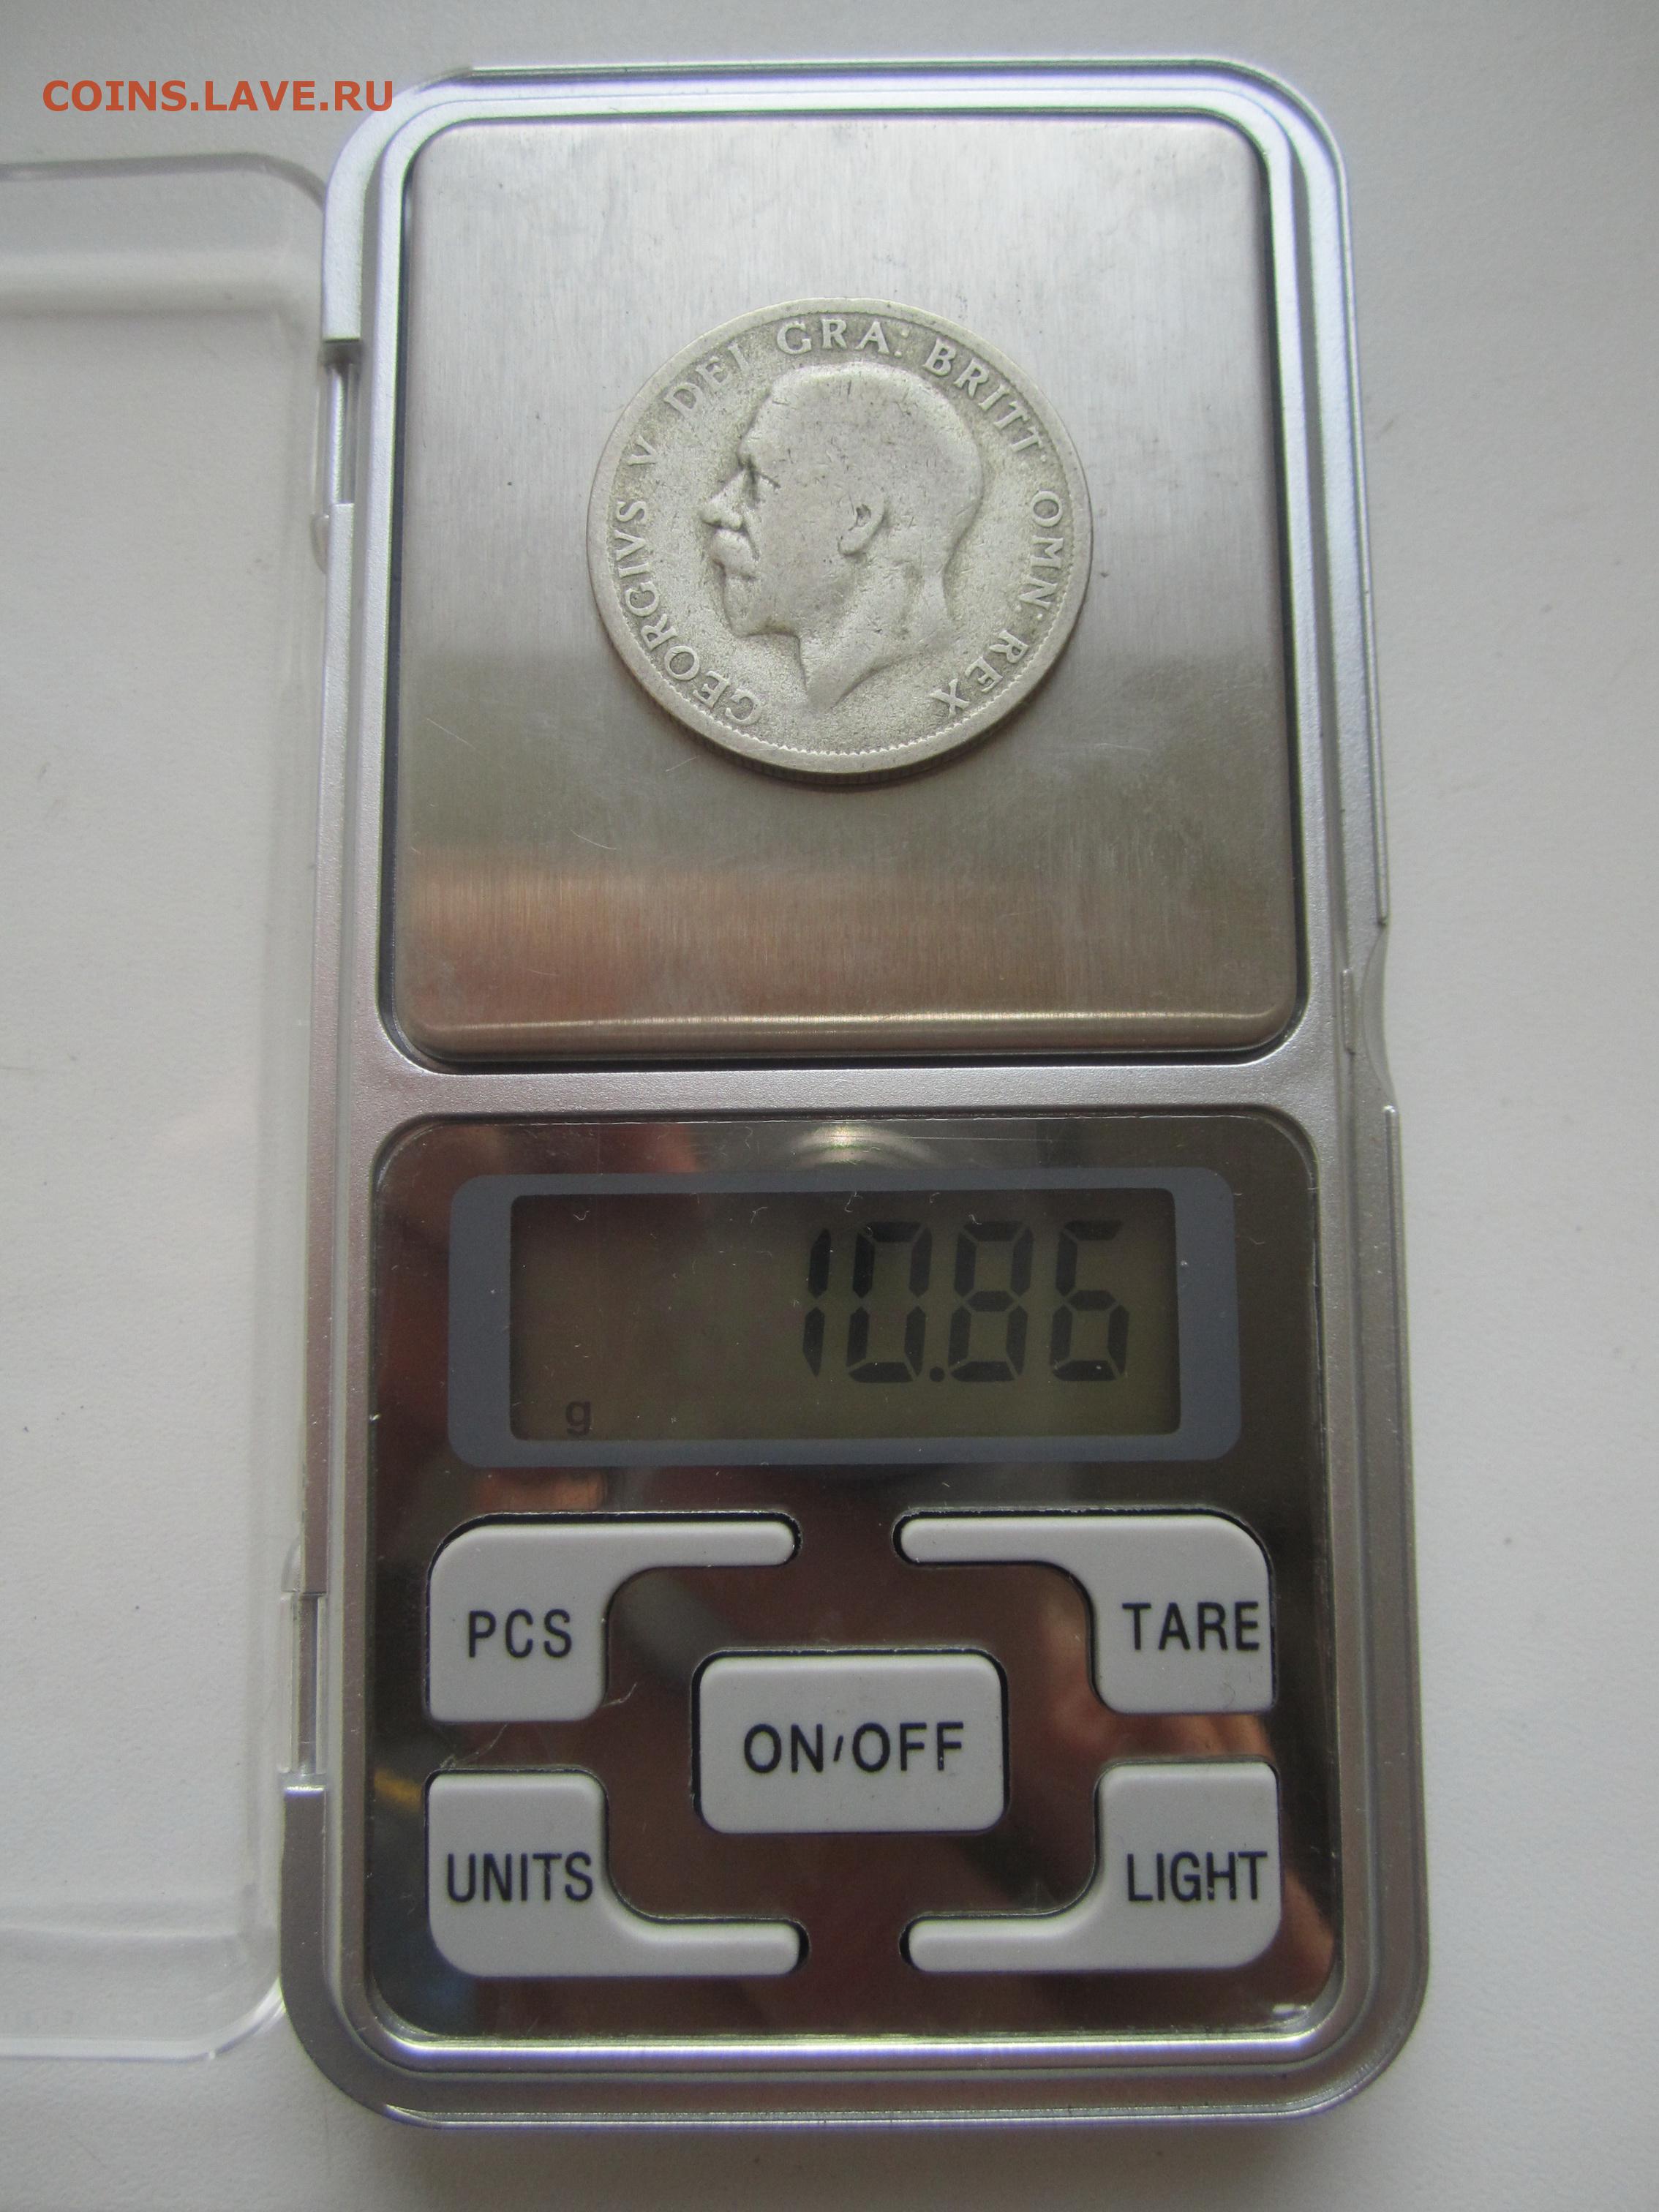 COINS.LAVE.RU
GEORGIVS V DEI GRA: BRITT: OMN: REX
10.86
g
PCS
TARE
ON/OFF
UNITS
LIGHT